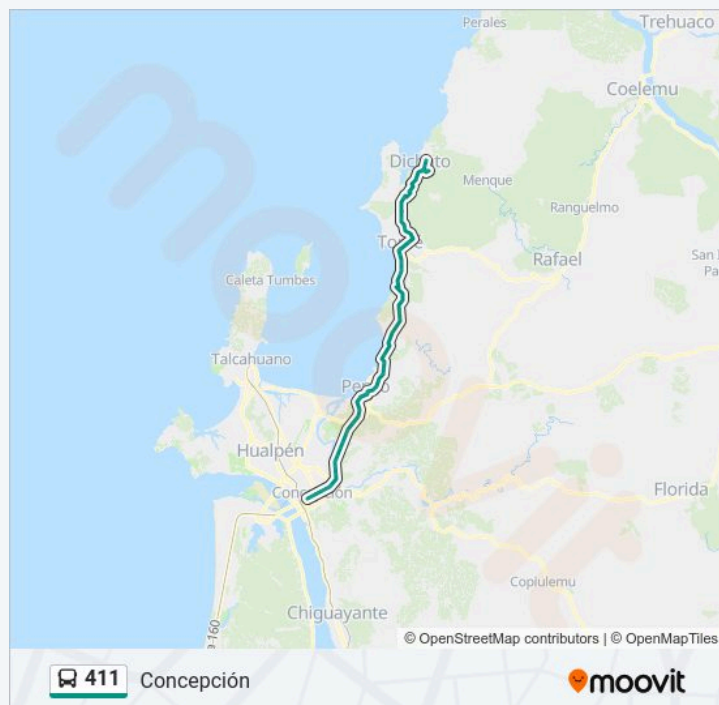 Perales
Trehuaco
Coelemu
Dichato
Menque
Ranguelmo
Tomé
Rafael
Caleta Tumbes
Talcahuano
Penco
Hualpén
Concepción
Florida
Copiulemu
Chiguayante
160
© OpenStreetMap contributors | © OpenMapTiles
411 Concepción
moovit